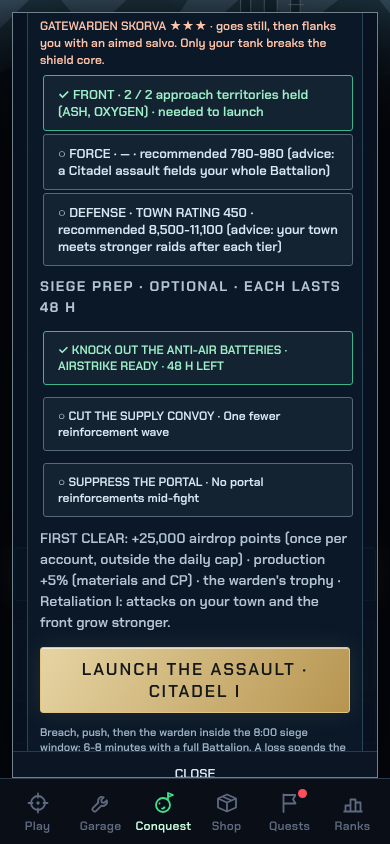 GATEWARDEN SKORVA ★★★ · goes still, then flanks
you with an aimed salvo. Only your tank breaks the
shield core.
✓ FRONT · 2 / 2 approach territories held
(ASH, OXYGEN) · needed to launch
○ FORCE · — · recommended 780-980 (advice:
a Citadel assault fields your whole Battalion)
○ DEFENSE · TOWN RATING 450 ·
recommended 8,500-11,100 (advice: your town
meets stronger raids after each tier)
SIEGE PREP · OPTIONAL · EACH LASTS
48 H
✓ KNOCK OUT THE ANTI-AIR BATTERIES ·
AIRSTRIKE READY · 48 H LEFT
○ CUT THE SUPPLY CONVOY · One fewer
reinforcement wave
○ SUPPRESS THE PORTAL · No portal
reinforcements mid-fight
FIRST CLEAR: +25,000 airdrop points (once per
account, outside the daily cap) · production
+5% (materials and CP) · the warden's trophy ·
Retaliation I: attacks on your town and the
front grow stronger.
LAUNCH THE ASSAULT ·
CITADEL I
Breach, push, then the warden inside the 8:00 siege
window: 6-8 minutes with a full Battalion. A loss spends the
CLOSE
Play Garage Conquest Shop Quests Ranks